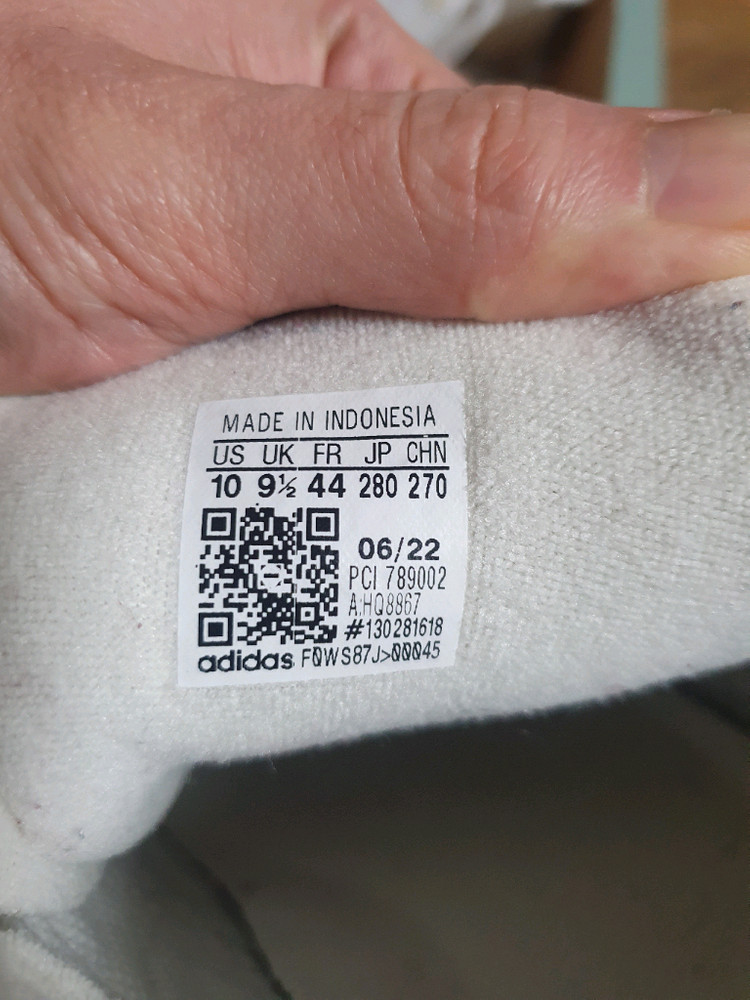 MADE IN INDONESIA
US UK FR JP CHN
10 9½ 44 280 270
06/22
PCI 789002
A:HQ8867
#130281618
adidas F0WS87J>00045